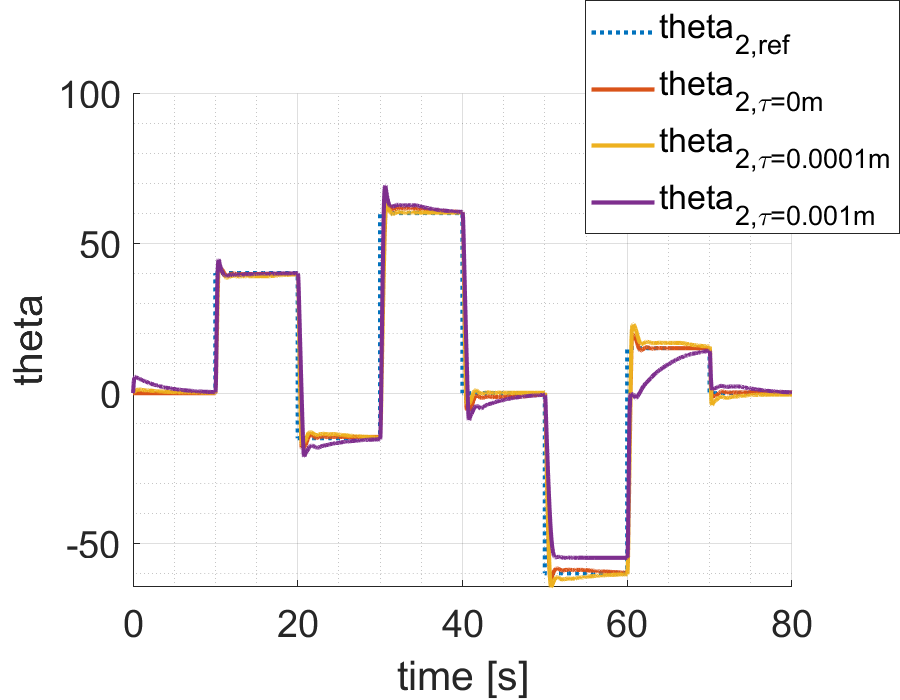 theta2,ref
theta2,τ=0m
theta2,τ=0.0001m
theta2,τ=0.001m
100
50
0
-50
theta
0 20 40 60 80
time [s]